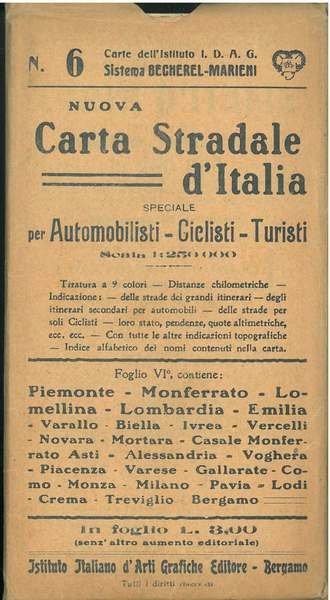 N. 6
Carte dell'Istituto I. D. A. G.
Sistema BECHEREL-MARIENI
NUOVA
Carta Stradale
d'Italia
SPECIALE
per Automobilisti - Ciclisti - Turisti
Scala 1:250.000
Tiratura a 9 colori — Distanze chilometriche —
Indicazione: — delle strade dei grandi itinerari — degli
itinerari secondari per automobili — delle strade per
soli Ciclisti — loro stato, pendenze, quote altimetriche,
ecc. ecc. — Con tutte le altre indicazioni topografiche
— Indice alfabetico dei nomi contenuti nella carta.
Foglio VI°, contiene:
Piemonte - Monferrato - Lo-
mellina - Lombardia - Emilia
- Varallo - Biella - Ivrea - Vercelli
- Novara - Mortara - Casale Monfer-
rato Asti - Alessandria - Voghera
- Piacenza - Varese - Gallarate - Co-
mo - Monza - Milano - Pavia - Lodi
- Crema - Treviglio - Bergamo
In foglio L. 3,00
(senz' altro aumento editoriale)
Istituto Italiano d'Arti Grafiche Editore - Bergamo
Tutti i diritti riservati